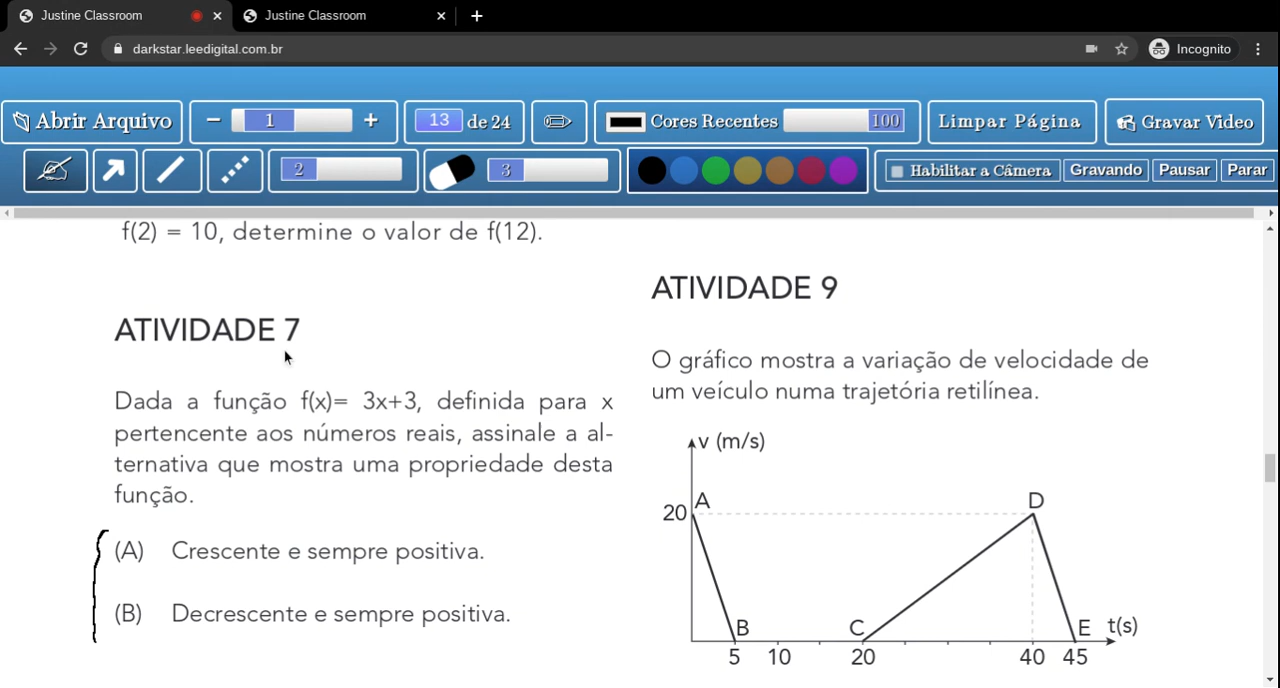 Justine Classroom
Justine Classroom
darkstar.leedigital.com.br
Incognito
Abrir Arquivo
− 1 +
13 de 24
Cores Recentes 100
Limpar Página
Gravar Video
2
3
Habilitar a Câmera
Gravando
Pausar
Parar
f(2) = 10, determine o valor de f(12).
ATIVIDADE 7
Dada a função f(x)= 3x+3, definida para x
pertencente aos números reais, assinale a al-
ternativa que mostra uma propriedade desta
função.
(A) Crescente e sempre positiva.
(B) Decrescente e sempre positiva.
ATIVIDADE 9
O gráfico mostra a variação de velocidade de
um veículo numa trajetória retilínea.
v (m/s)
A
D
20
B
C
E
t(s)
5 10 20 40 45